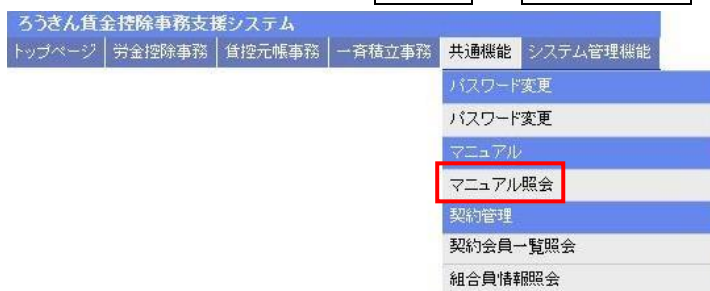 ろうきん賃金控除事務支援システム
トップページ 労金控除事務 賃控元帳事務 一斉積立事務 共通機能 システム管理機能
パスワード変更
パスワード変更
マニュアル
マニュアル照会
契約管理
契約会員一覧照会
組合員情報照会